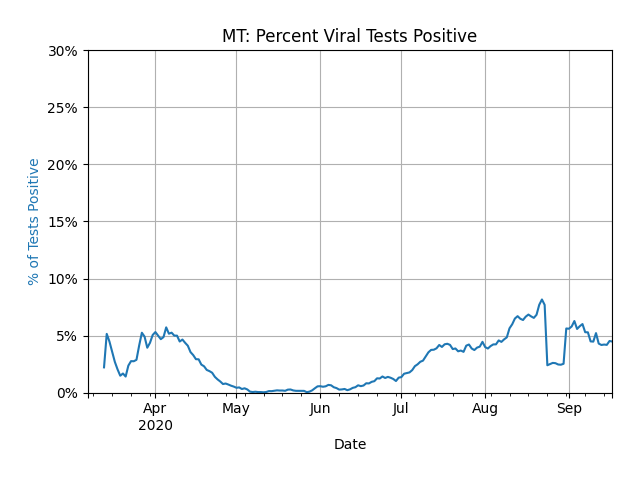 MT: Percent Viral Tests Positive
30%
25%
20%
15%
10%
5%
0%
% of Tests Positive
Apr
2020
May
Jun
Jul
Aug
Sep
Date